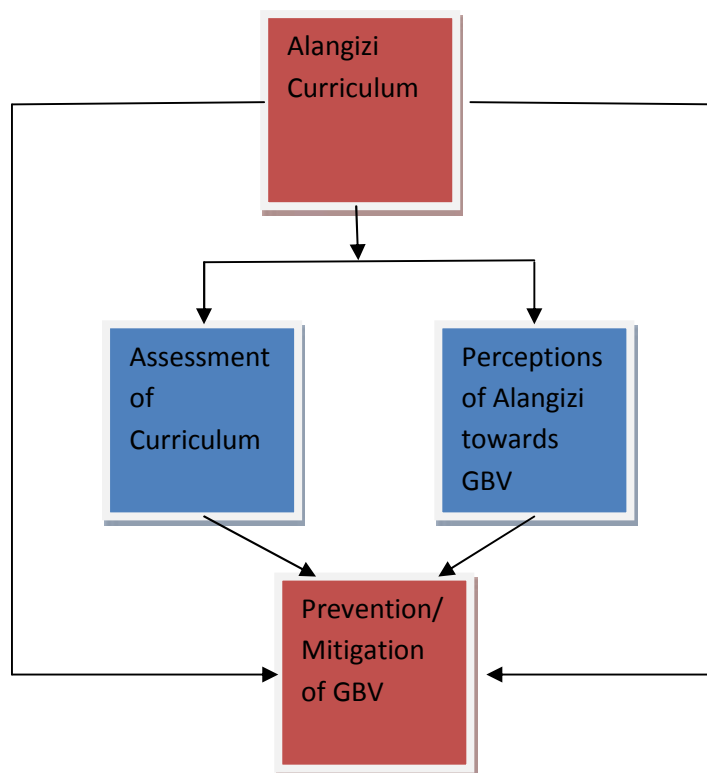 Alangizi
Curriculum
Assessment
of
Curriculum
Perceptions
of Alangizi
towards
GBV
Prevention/
Mitigation
of GBV